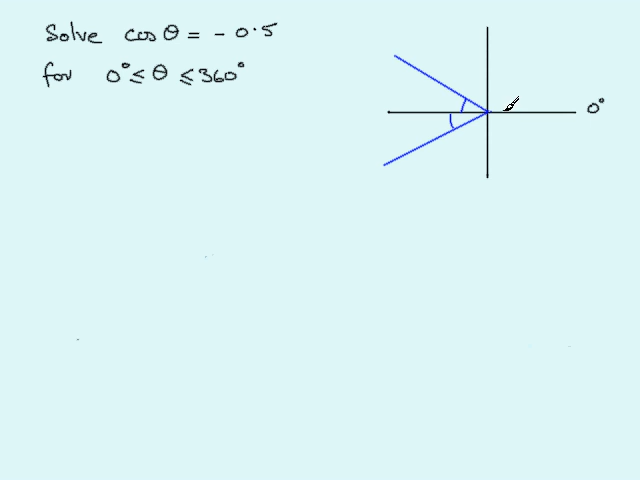 Solve cos θ = - 0.5
for 0° ≤ θ ≤ 360°
0°